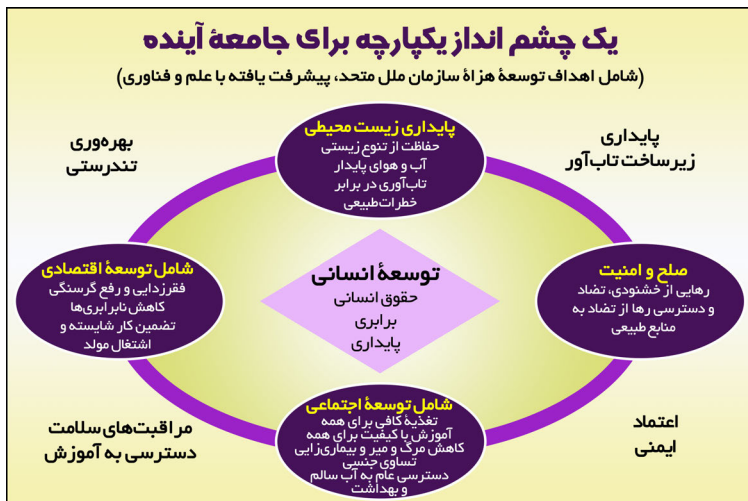 یک چشم انداز یکپارچه برای جامعهٔ آینده
(شامل اهداف توسعهٔ هزارهٔ سازمان ملل متحد، پیشرفت یافته با علم و فناوری)
پایداری
زیرساخت تاب‌آور
پایداری زیست محیطی
حفاظت از تنوع زیستی
آب و هوای پایدار
تاب‌آوری در برابر
خطرات طبیعی
بهره‌وری
تندرستی
صلح و امنیت
رهایی از خشنودی، تضاد
و دسترسی رها از تضاد به
منابع طبیعی
توسعهٔ انسانی
حقوق انسانی
برابری
پایداری
شامل توسعهٔ اقتصادی
فقرزدایی و رفع گرسنگی
کاهش نابرابری‌ها
تضمین کار شایسته و
اشتغال مولد
اعتماد
ایمنی
شامل توسعهٔ اجتماعی
تغذیهٔ کافی برای همه
آموزش با کیفیت برای همه
کاهش مرگ و میر و بیماری‌زایی
تساوی جنسی
دسترسی عام به آب سالم
و بهداشت
مراقبت‌های سلامت
دسترسی به آموزش